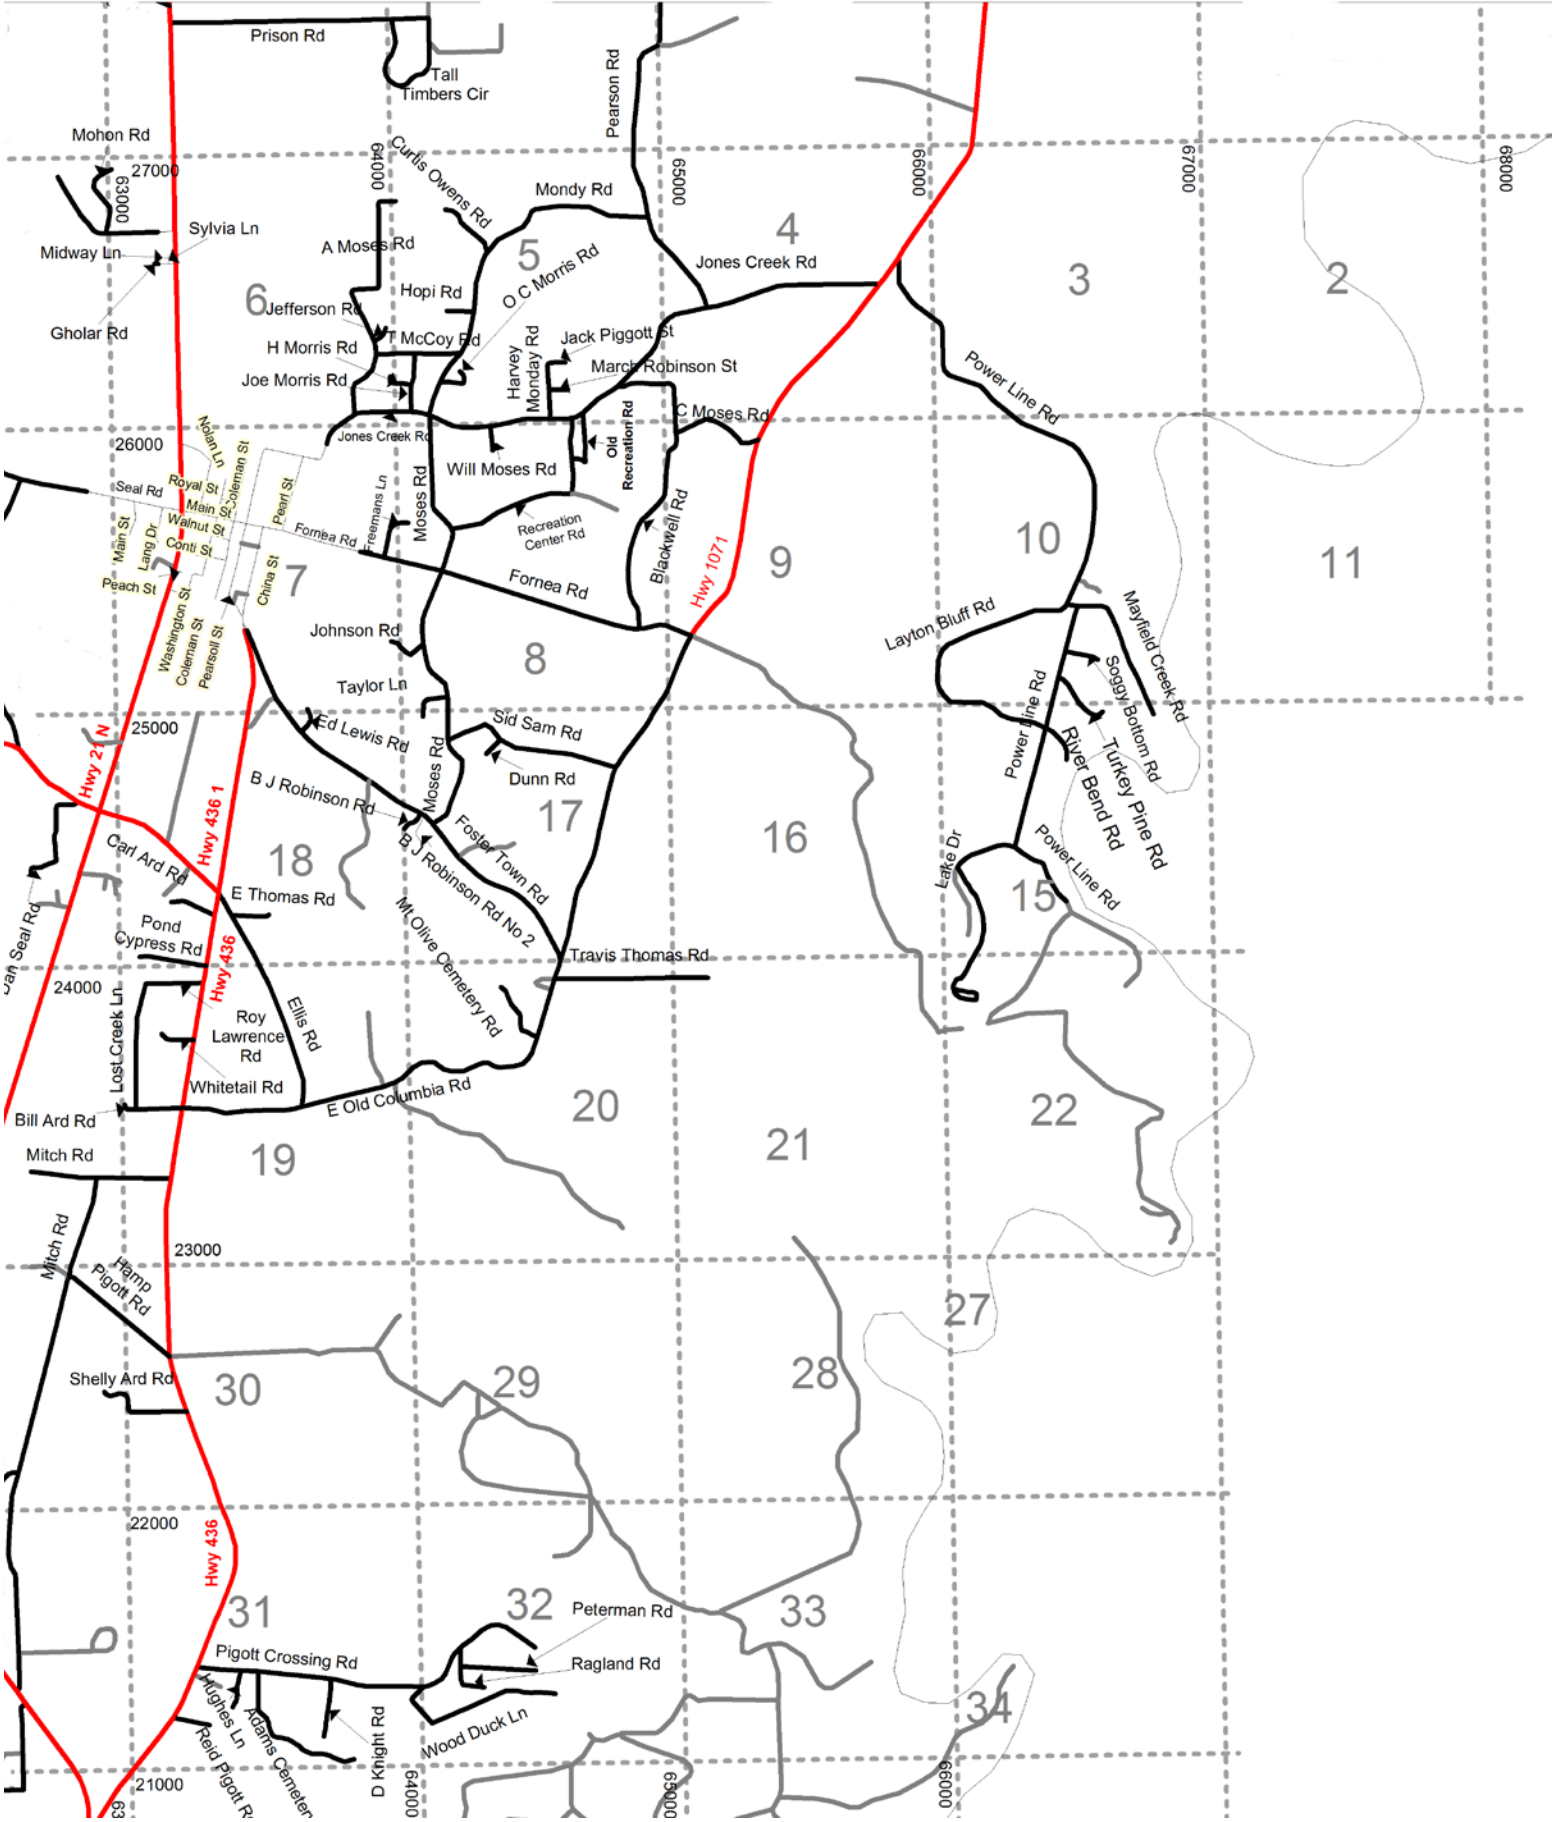 Prison Rd
Tall
Timbers Cir
Pearson Rd
Mohon Rd
27000
63000
64000
Curtis Owens Rd
Mondy Rd
65000
66000
67000
68000
Sylvia Ln
Midway Ln
A Moses Rd
5
O C Morris Rd
4
Jones Creek Rd
3
2
6
Hopi Rd
Jefferson Rd
Gholar Rd
T McCoy Rd
H Morris Rd
Joe Morris Rd
Harvey
Monday Rd
Jack Piggott St
March Robinson St
Power Line Rd
C Moses Rd
Jones Creek Rd
Old
Recreation Rd
26000
Nolan Ln
Coleman St
Will Moses Rd
Moses Rd
Seal Rd
Royal St
Pearl St
Main St
Walnut St
Main St
Lang Dr
Conti St
Fornea Rd
Freemans Ln
Recreation
Center Rd
Blackwell Rd
Hwy 1071
9
10
11
Peach St
China St
7
Fornea Rd
Washington St
Coleman St
Pearsoll St
Johnson Rd
8
Layton Bluff Rd
Mayfield Creek Rd
Soggy Bottom Rd
Taylor Ln
Power Line Rd
25000
Hwy 21 N
Ed Lewis Rd
Sid Sam Rd
Moses Rd
Dunn Rd
River Bend Rd
Turkey Pine Rd
B J Robinson Rd
Hwy 436 1
17
16
Foster Town Rd
B J Robinson Rd No 2
Carl Ard Rd
18
Lake Dr
Power Line Rd
15
E Thomas Rd
Dan Seal Rd
Pond
Cypress Rd
Hwy 436
Mt Olive Cemetery Rd
Travis Thomas Rd
24000
Lost Creek Ln
Roy
Lawrence
Rd
Ellis Rd
Whitetail Rd
E Old Columbia Rd
Bill Ard Rd
20
22
21
Mitch Rd
19
Mitch Rd
23000
Hamp
Pigott Rd
27
Shelly Ard Rd
30
29
28
22000
Hwy 436
31
32
Peterman Rd
33
Pigott Crossing Rd
Ragland Rd
Hughes Ln
Reid Pigott R
Adams Cemeter
D Knight Rd
Wood Duck Ln
34
21000
63
64000
65000
66000